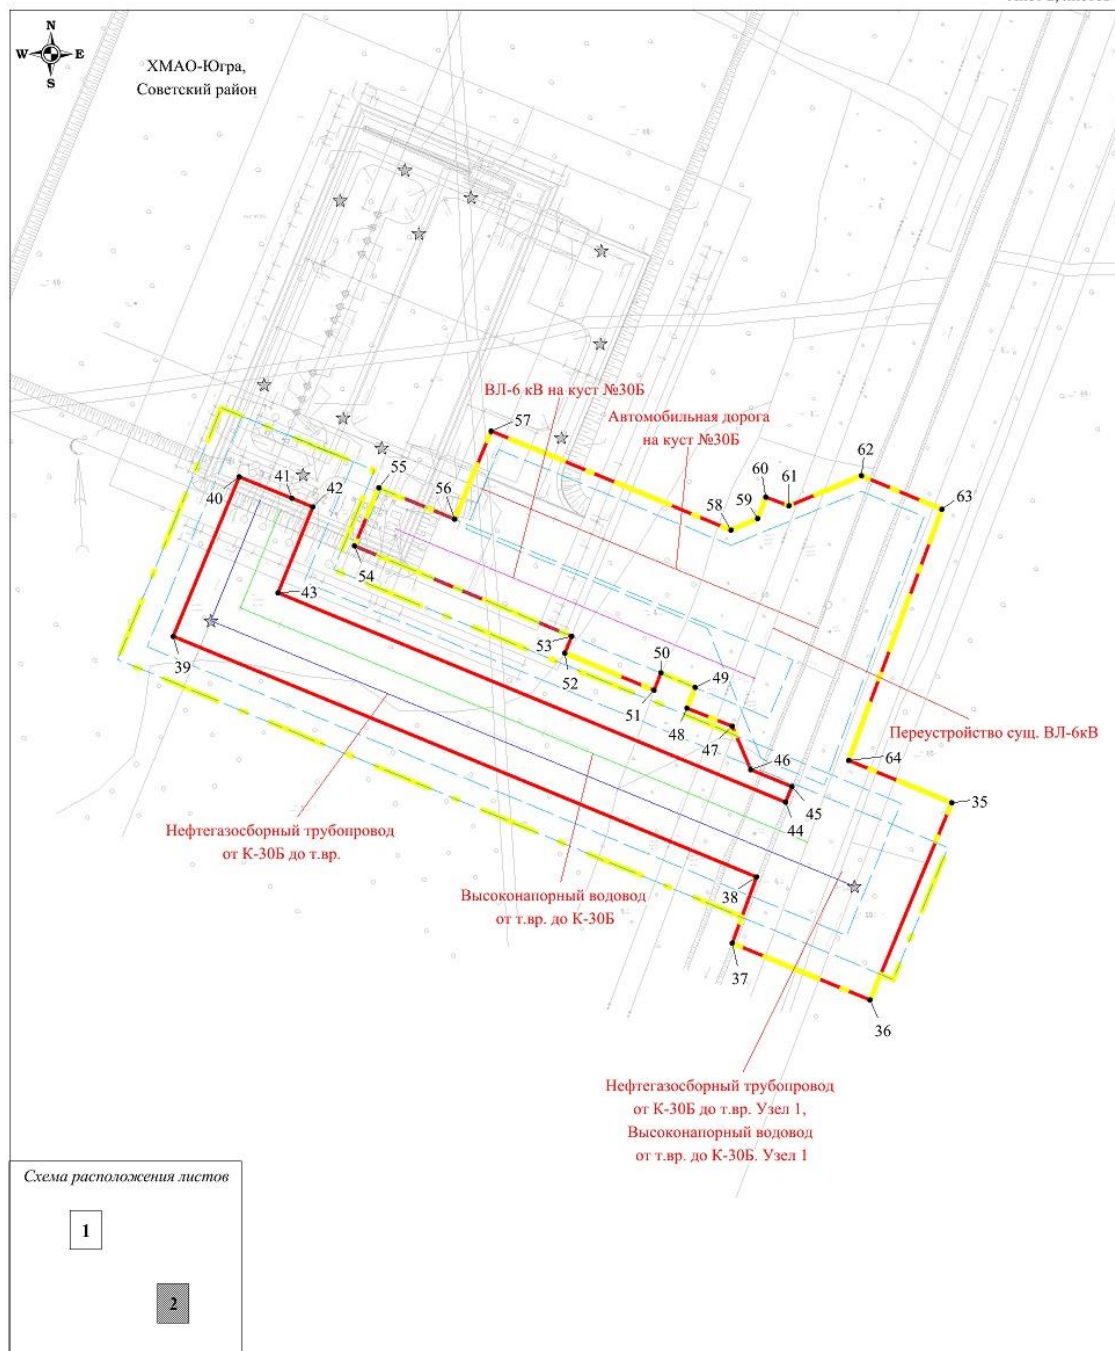 N
W E
S
ХМАО-Югра,
Советский район
ВЛ-6 кВ на куст №30Б
Автомобильная дорога
на куст №30Б
57
62
63
60
61
59
58
55
56
40
41
42
54
43
53
52
50
49
51
48
47
46
45
44
64
35
39
Переустройство сущ. ВЛ-6кВ
Нефтегазосборный трубопровод
от К-30Б до т.вр.
Высоконапорный водовод
от т.вр. до К-30Б
38
37
36
Нефтегазосборный трубопровод
от К-30Б до т.вр. Узел 1,
Высоконапорный водовод
от т.вр. до К-30Б. Узел 1
Схема расположения листов
1
2